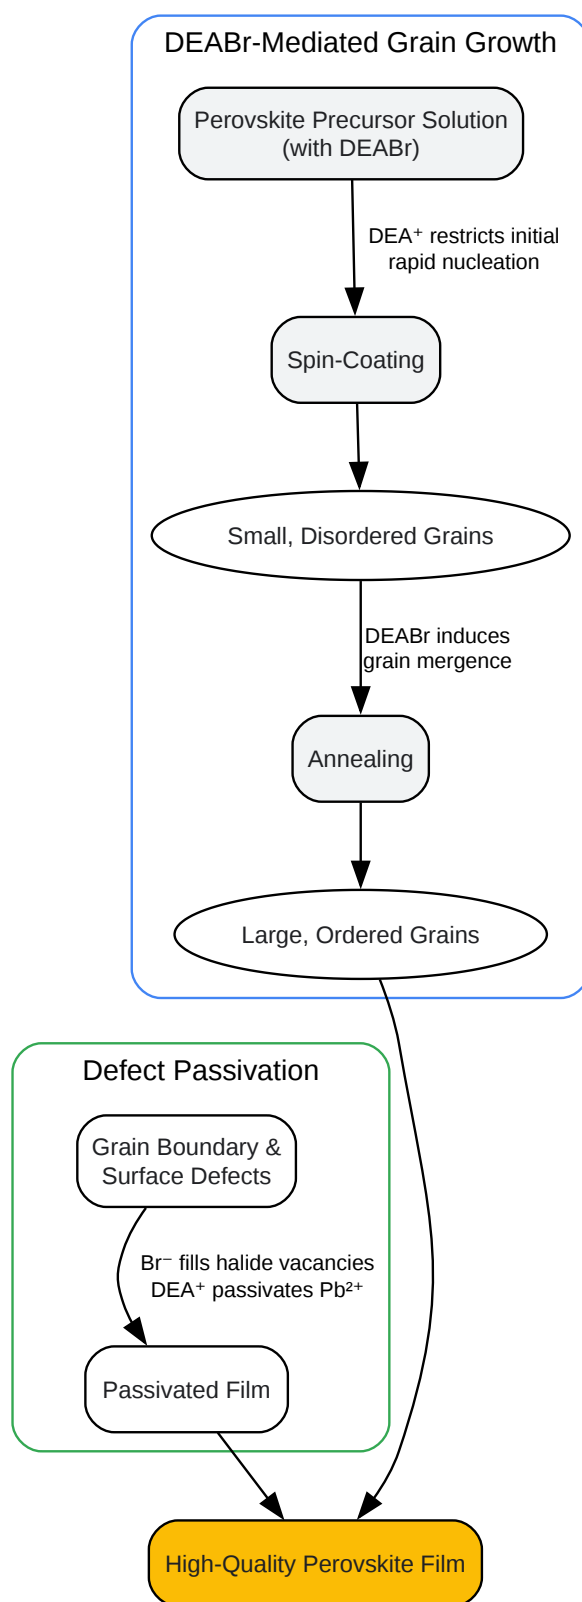 DEABr-Mediated Grain Growth
Perovskite Precursor Solution
(with DEABr)
DEA⁺ restricts initial
rapid nucleation
Spin-Coating
Small, Disordered Grains
DEABr induces
grain mergence
Annealing
Large, Ordered Grains
Defect Passivation
Grain Boundary &
Surface Defects
Br⁻ fills halide vacancies
DEA⁺ passivates Pb²⁺
Passivated Film
High-Quality Perovskite Film